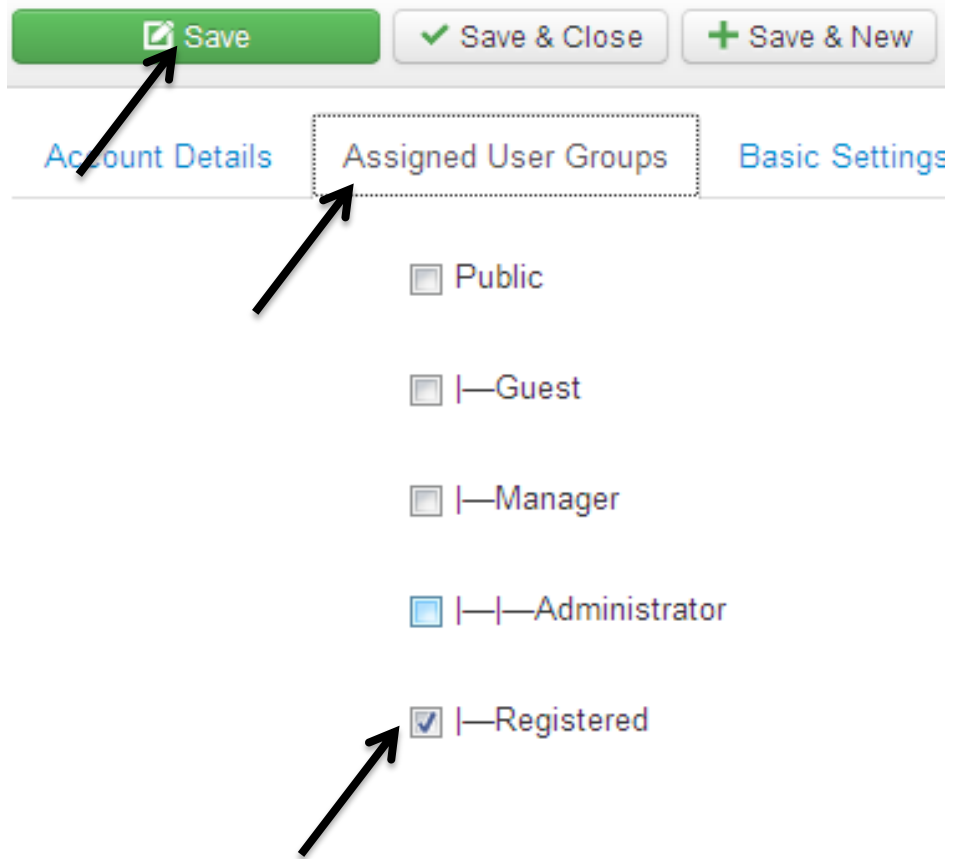 Save Save & Close Save & New
Account Details Assigned User Groups Basic Settings
Public
|—Guest
|—Manager
|—|—Administrator
|—Registered